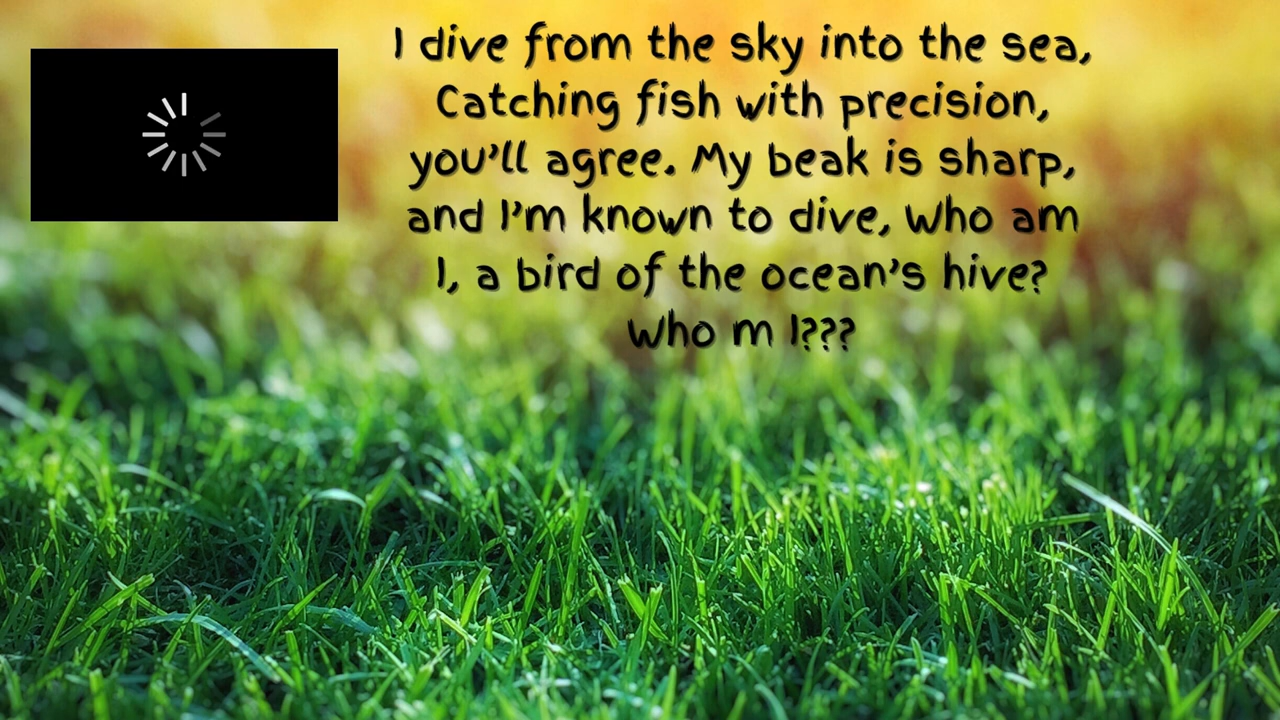 I dive from the sky into the sea,
Catching fish with precision,
you'll agree. My beak is sharp,
and I'm known to dive, Who am
I, a bird of the ocean's hive?
Who m I???